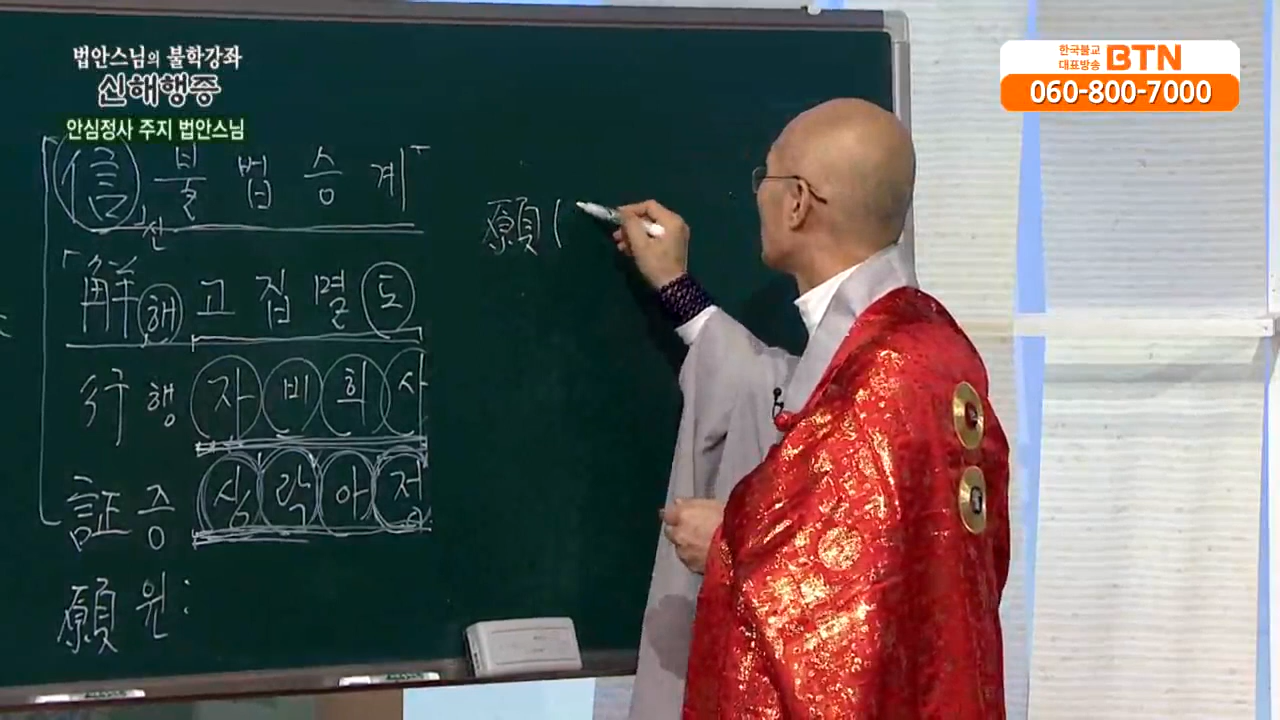 법안스님의 불학강좌
신해행증
안심정사 주지 법안스님
한국불교
대표방송 BTN
060-800-7000
信 불 법 승 계
신
解 해 고 집 멸 도
行 행 자 비 희 사
証 증 상 락 아 정
願 원 :
願 (